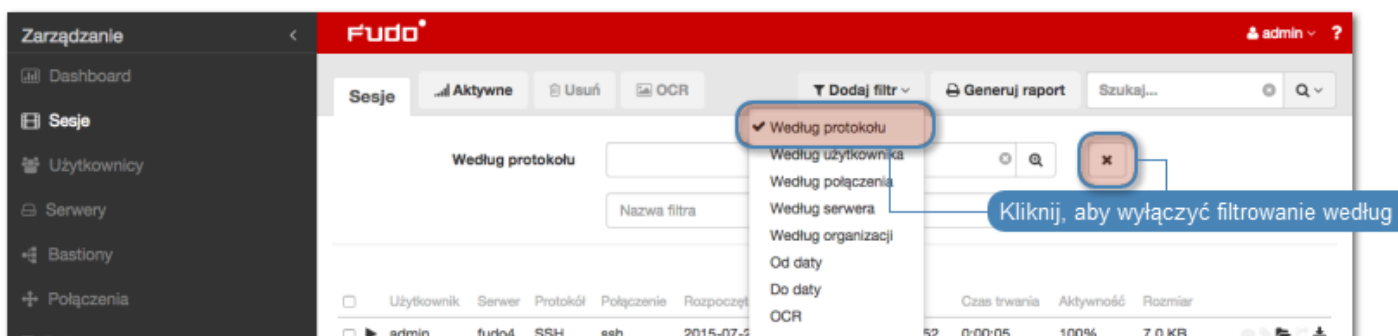 Zarządzanie
Fudo
admin
?
Dashboard
Sesje
Aktywne
Usuń
OCR
Dodaj filtr
Generuj raport
Szukaj...
Sesje
Według protokołu
Według protokołu
Użytkownicy
Według użytkownika
Według połączenia
Serwery
Nazwa filtra
Według serwera
Kliknij, aby wyłączyć filtrowanie według
Według organizacji
Bastiony
Od daty
Do daty
Połączenia
Użytkownik Serwer Protokół Połączenie Czas trwania Aktywność Rozmiar
OCR
admin fudo4 SSH ssh 0:00:05 100% 7.0 KB